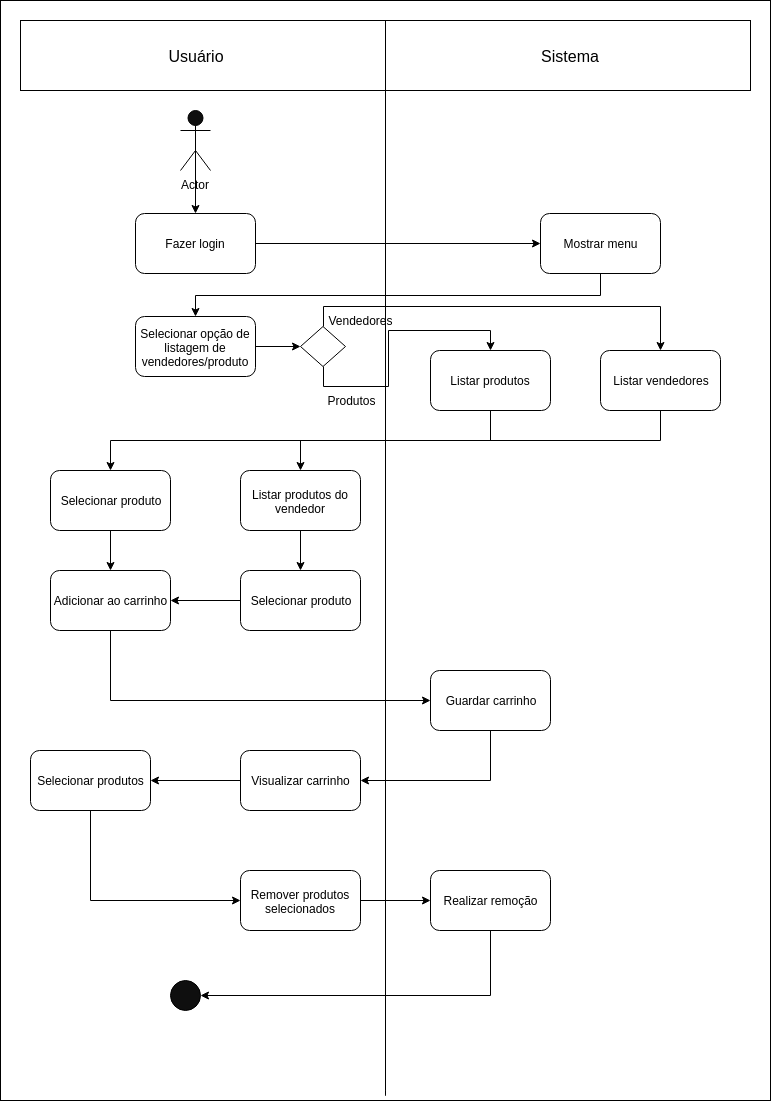 Usuário
Sistema
Actor
Fazer login
Mostrar menu
Selecionar opção de
listagem de
vendedores/produto
Vendedores
Produtos
Listar produtos
Listar vendedores
Selecionar produto
Listar produtos do
vendedor
Adicionar ao carrinho
Selecionar produto
Guardar carrinho
Selecionar produtos
Visualizar carrinho
Remover produtos
selecionados
Realizar remoção